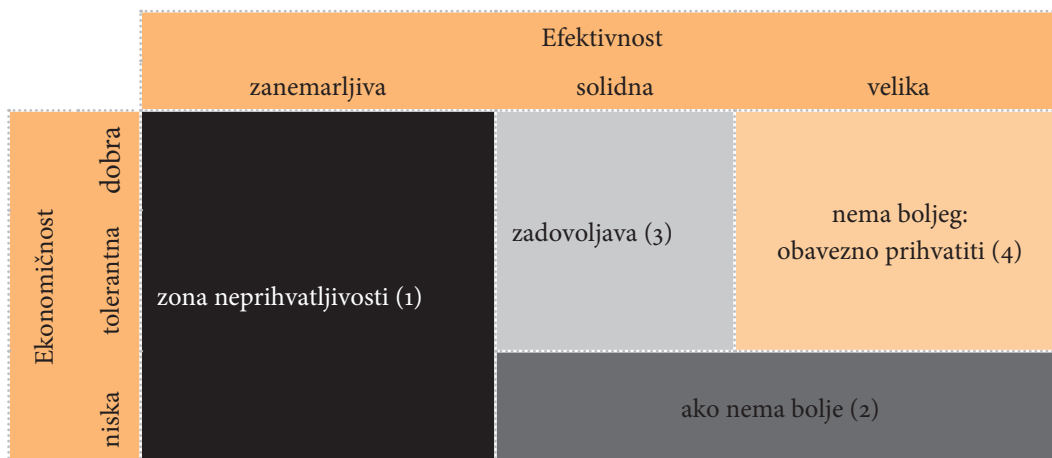 Efektivnost
zanemarljiva
solidna
velika
Ekonomičnost
dobra
tolerantna
niska
zona neprihvatljivosti (1)
zadovoljava (3)
nema boljeg:
obavezno prihvatiti (4)
ako nema bolje (2)